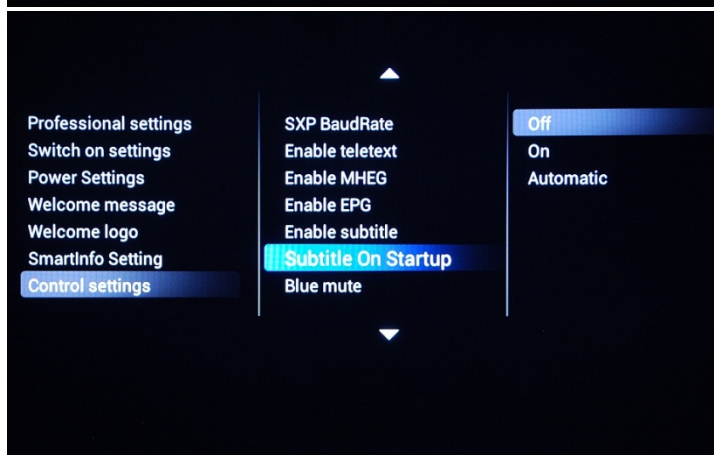 Professional settings
Switch on settings
Power Settings
Welcome message
Welcome logo
SmartInfo Setting
Control settings
SXP BaudRate
Enable teletext
Enable MHEG
Enable EPG
Enable subtitle
Subtitle On Startup
Blue mute
Off
On
Automatic